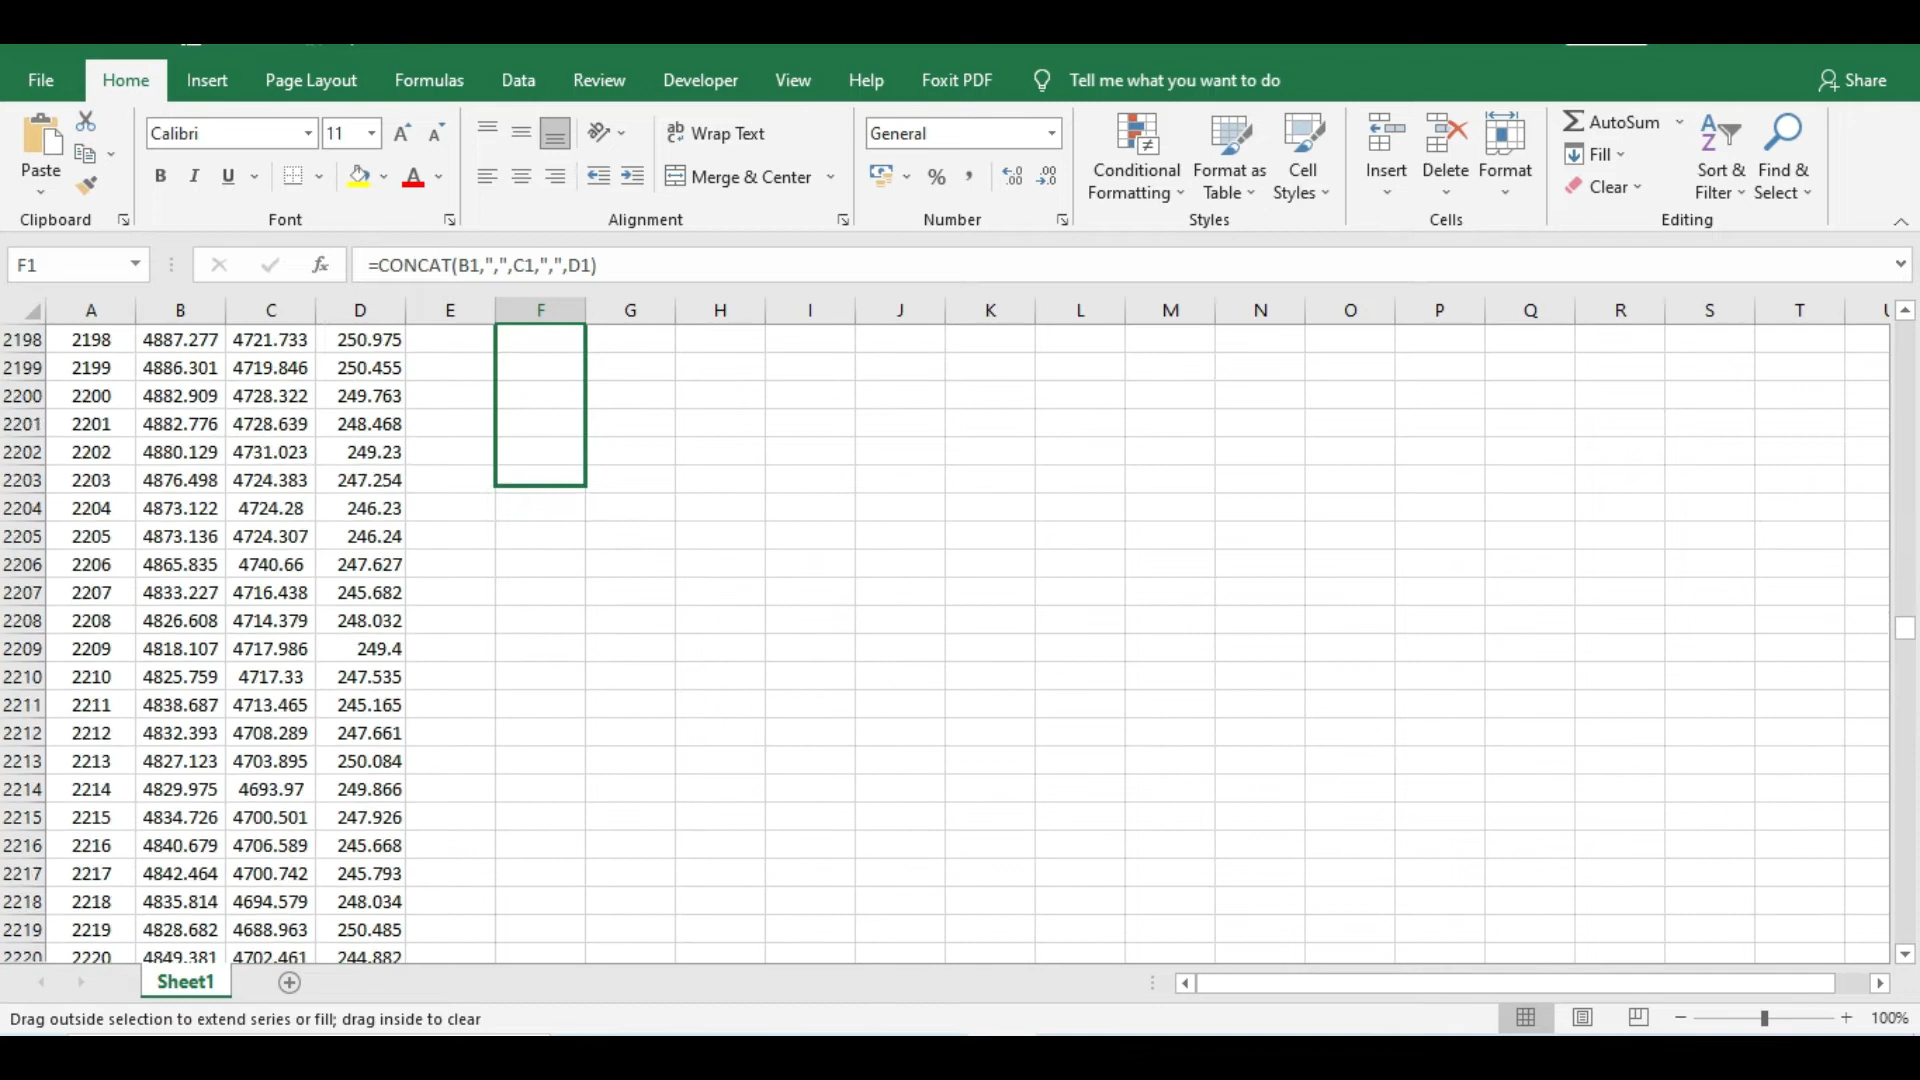 File Home Insert Page Layout Formulas Data Review Developer View Help Foxit PDF Tell me what you want to do Share
Paste
Clipboard
Calibri 11 A A
B I U A
Font
Wrap Text
Merge & Center
Alignment
General
% , .00 .00
Number
Conditional Formatting
Format as Table
Cell Styles
Styles
Insert Delete Format
Cells
AutoSum
Fill
Clear
Sort & Filter
Find & Select
Editing
F1 fx =CONCAT(B1,",",C1,",",D1)
A B C D E F G H I J K L M N O P Q R S T
2198 2198 4887.277 4721.733 250.975
2199 2199 4886.301 4719.846 250.455
2200 2200 4882.909 4728.322 249.763
2201 2201 4882.776 4728.639 248.468
2202 2202 4880.129 4731.023 249.23
2203 2203 4876.498 4724.383 247.254
2204 2204 4873.122 4724.28 246.23
2205 2205 4873.136 4724.307 246.24
2206 2206 4865.835 4740.66 247.627
2207 2207 4833.227 4716.438 245.682
2208 2208 4826.608 4714.379 248.032
2209 2209 4818.107 4717.986 249.4
2210 2210 4825.759 4717.33 247.535
2211 2211 4838.687 4713.465 245.165
2212 2212 4832.393 4708.289 247.661
2213 2213 4827.123 4703.895 250.084
2214 2214 4829.975 4693.97 249.866
2215 2215 4834.726 4700.501 247.926
2216 2216 4840.679 4706.589 245.668
2217 2217 4842.464 4700.742 245.793
2218 2218 4835.814 4694.579 248.034
2219 2219 4828.682 4688.963 250.485
2220 2220 4849.381 4702.461 244.882
Sheet1
Drag outside selection to extend series or fill; drag inside to clear
100%